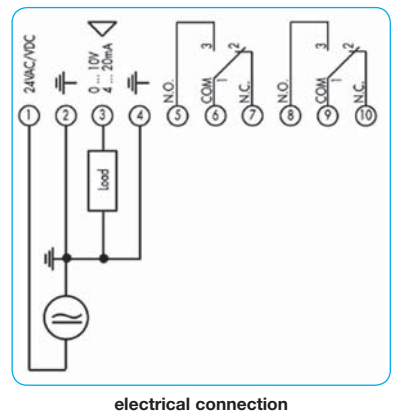 24VAC/VDC
0 ... 10V
4 ... 20mA
3
2
1
N.O.
COM
N.C.
3
2
1
N.O.
COM
N.C.
1
2
3
4
5
6
7
8
9
10
Load
electrical connection